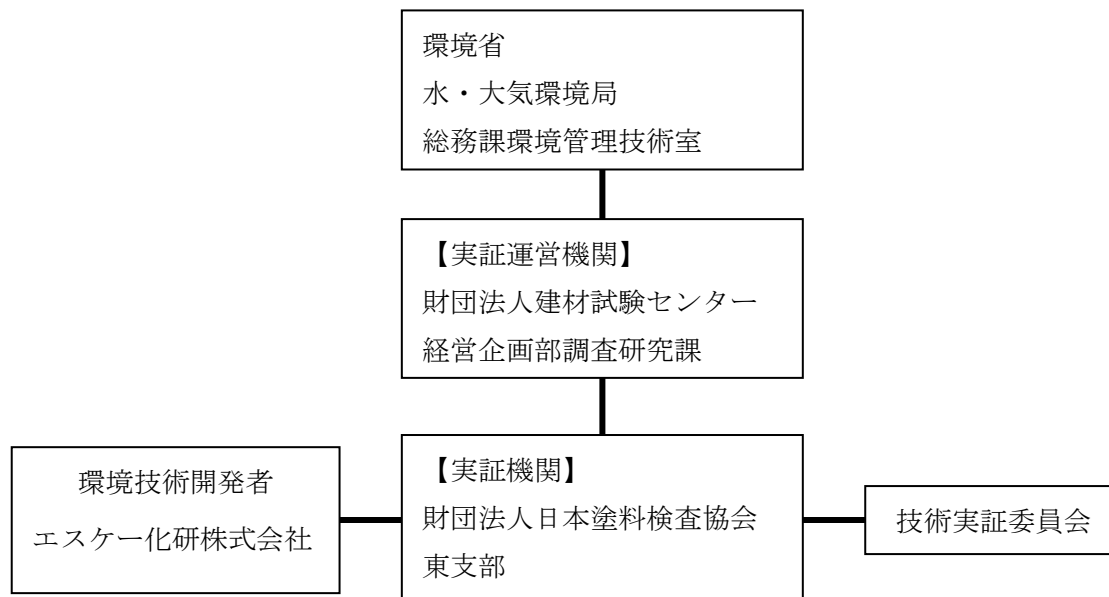 環境省
水・大気環境局
総務課環境管理技術室
【実証運営機関】
財団法人建材試験センター
経営企画部調査研究課
環境技術開発者
エスケー化研株式会社
【実証機関】
財団法人日本塗料検査協会
東支部
技術実証委員会